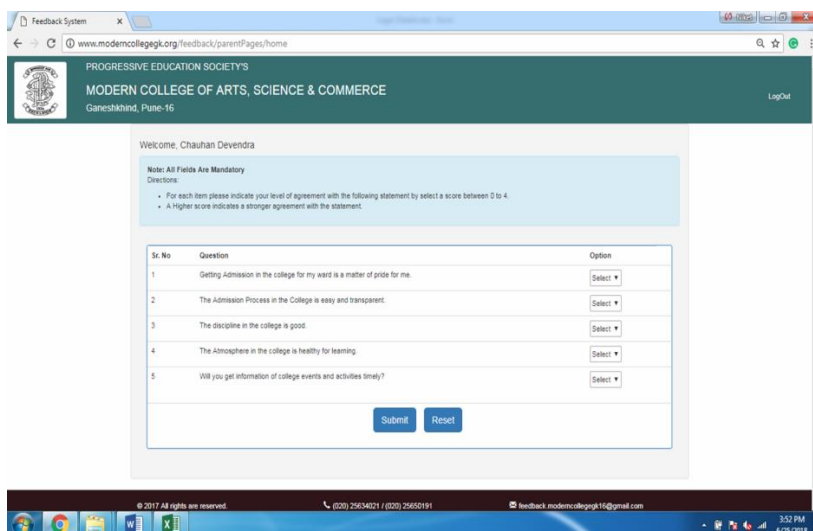 Feedback System
www.moderncollegegk.org/feedback/parentPages/home
PROGRESSIVE EDUCATION SOCIETY'S
MODERN COLLEGE OF ARTS, SCIENCE & COMMERCE
Ganeshkhind, Pune-16
LogOut
Welcome, Chauhan Devendra
Note: All Fields Are Mandatory
Directions:
• For each item please indicate your level of agreement with the following statement by select a score between 0 to 4.
• A Higher score indicates a stronger agreement with the statement.
Sr. No Question Option
1 Getting Admission in the college for my ward is a matter of pride for me. Select
2 The Admission Process in the College is easy and transparent. Select
3 The discipline in the college is good. Select
4 The Atmosphere in the college is healthy for learning. Select
5 Will you get information of college events and activities timely? Select
Submit Reset
© 2017 All rights are reserved. (020) 25634021 / (020) 25650191 feedback.moderncollegegk16@gmail.com
3:52 PM
6/25/2018